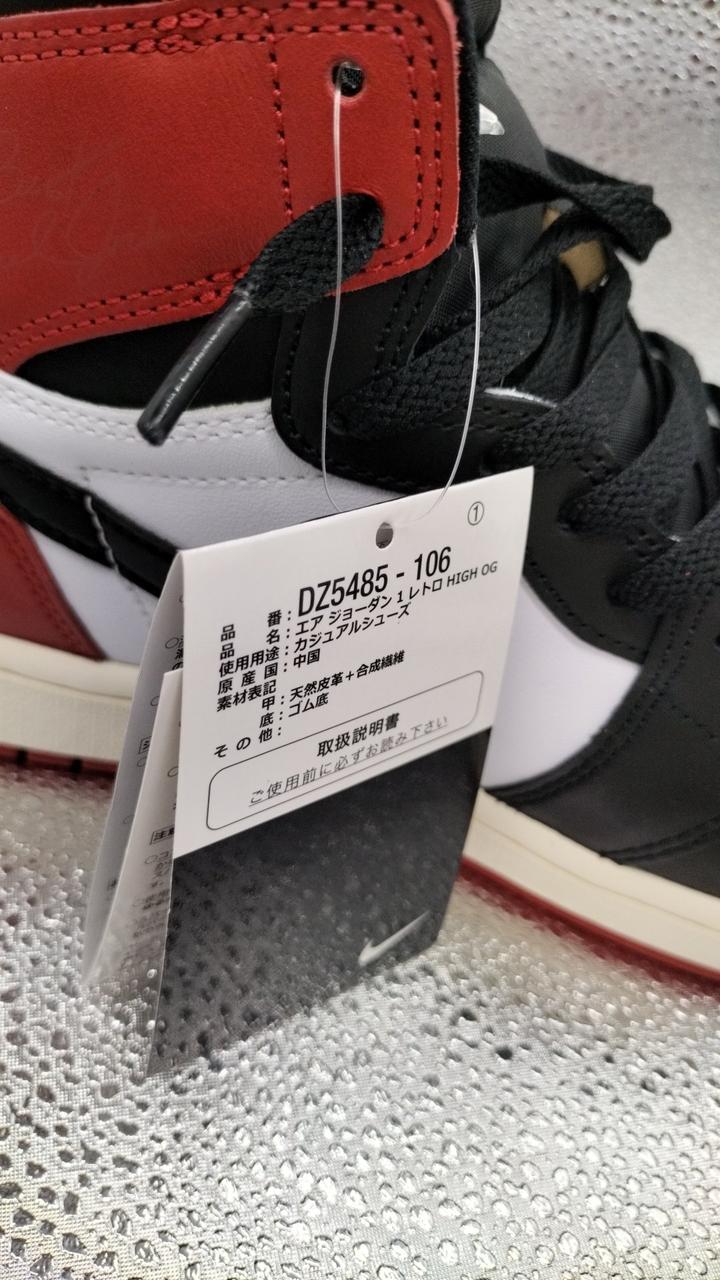 ①
品番：DZ5485 - 106
品名：エア ジョーダン 1 レトロ HIGH OG
使用用途：カジュアルシューズ
原産国：中国
素材表記
甲：天然皮革＋合成繊維
底：ゴム底
その他：
取扱説明書
ご使用前に必ずお読み下さい